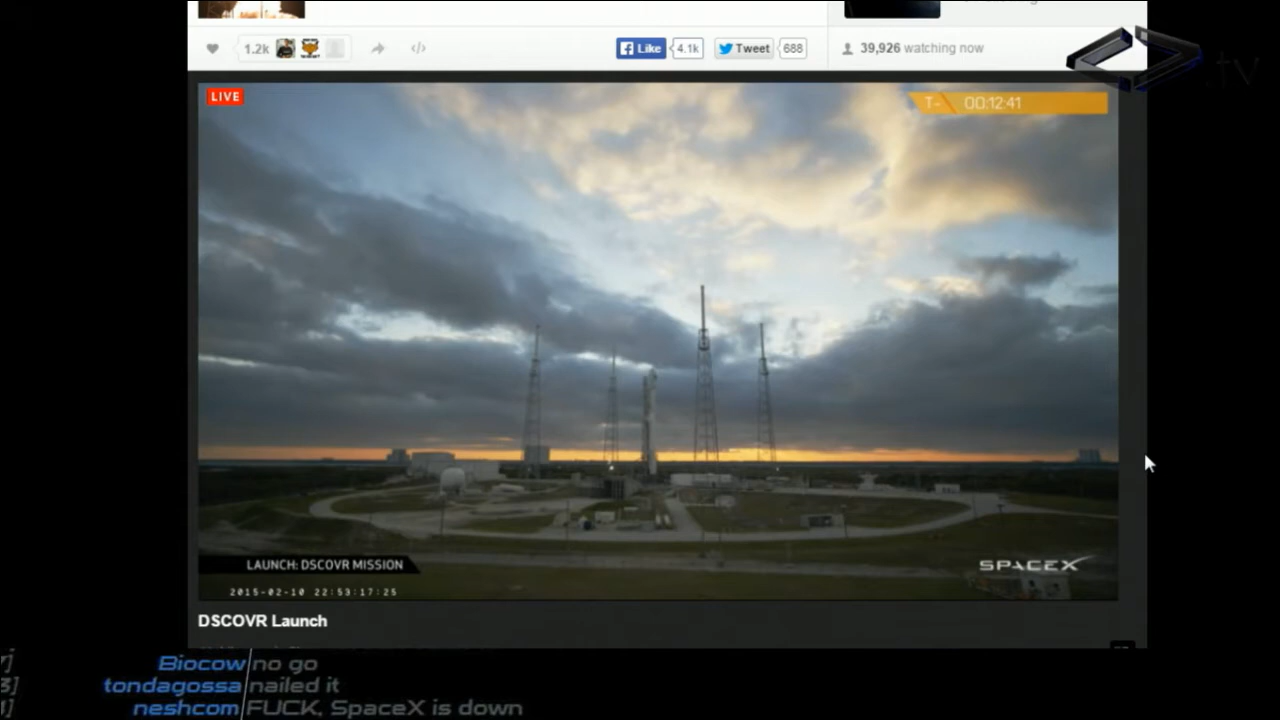 1.2k
Like 4.1k
Tweet 688
39,926 watching now
.tv
LIVE
T- 00:12:41
LAUNCH: DSCOVR MISSION
SPACEX
2015-02-10 22:53:17:25
DSCOVR Launch
Biocow no go
tondagossa nailed it
neshcom FUCK, SpaceX is down